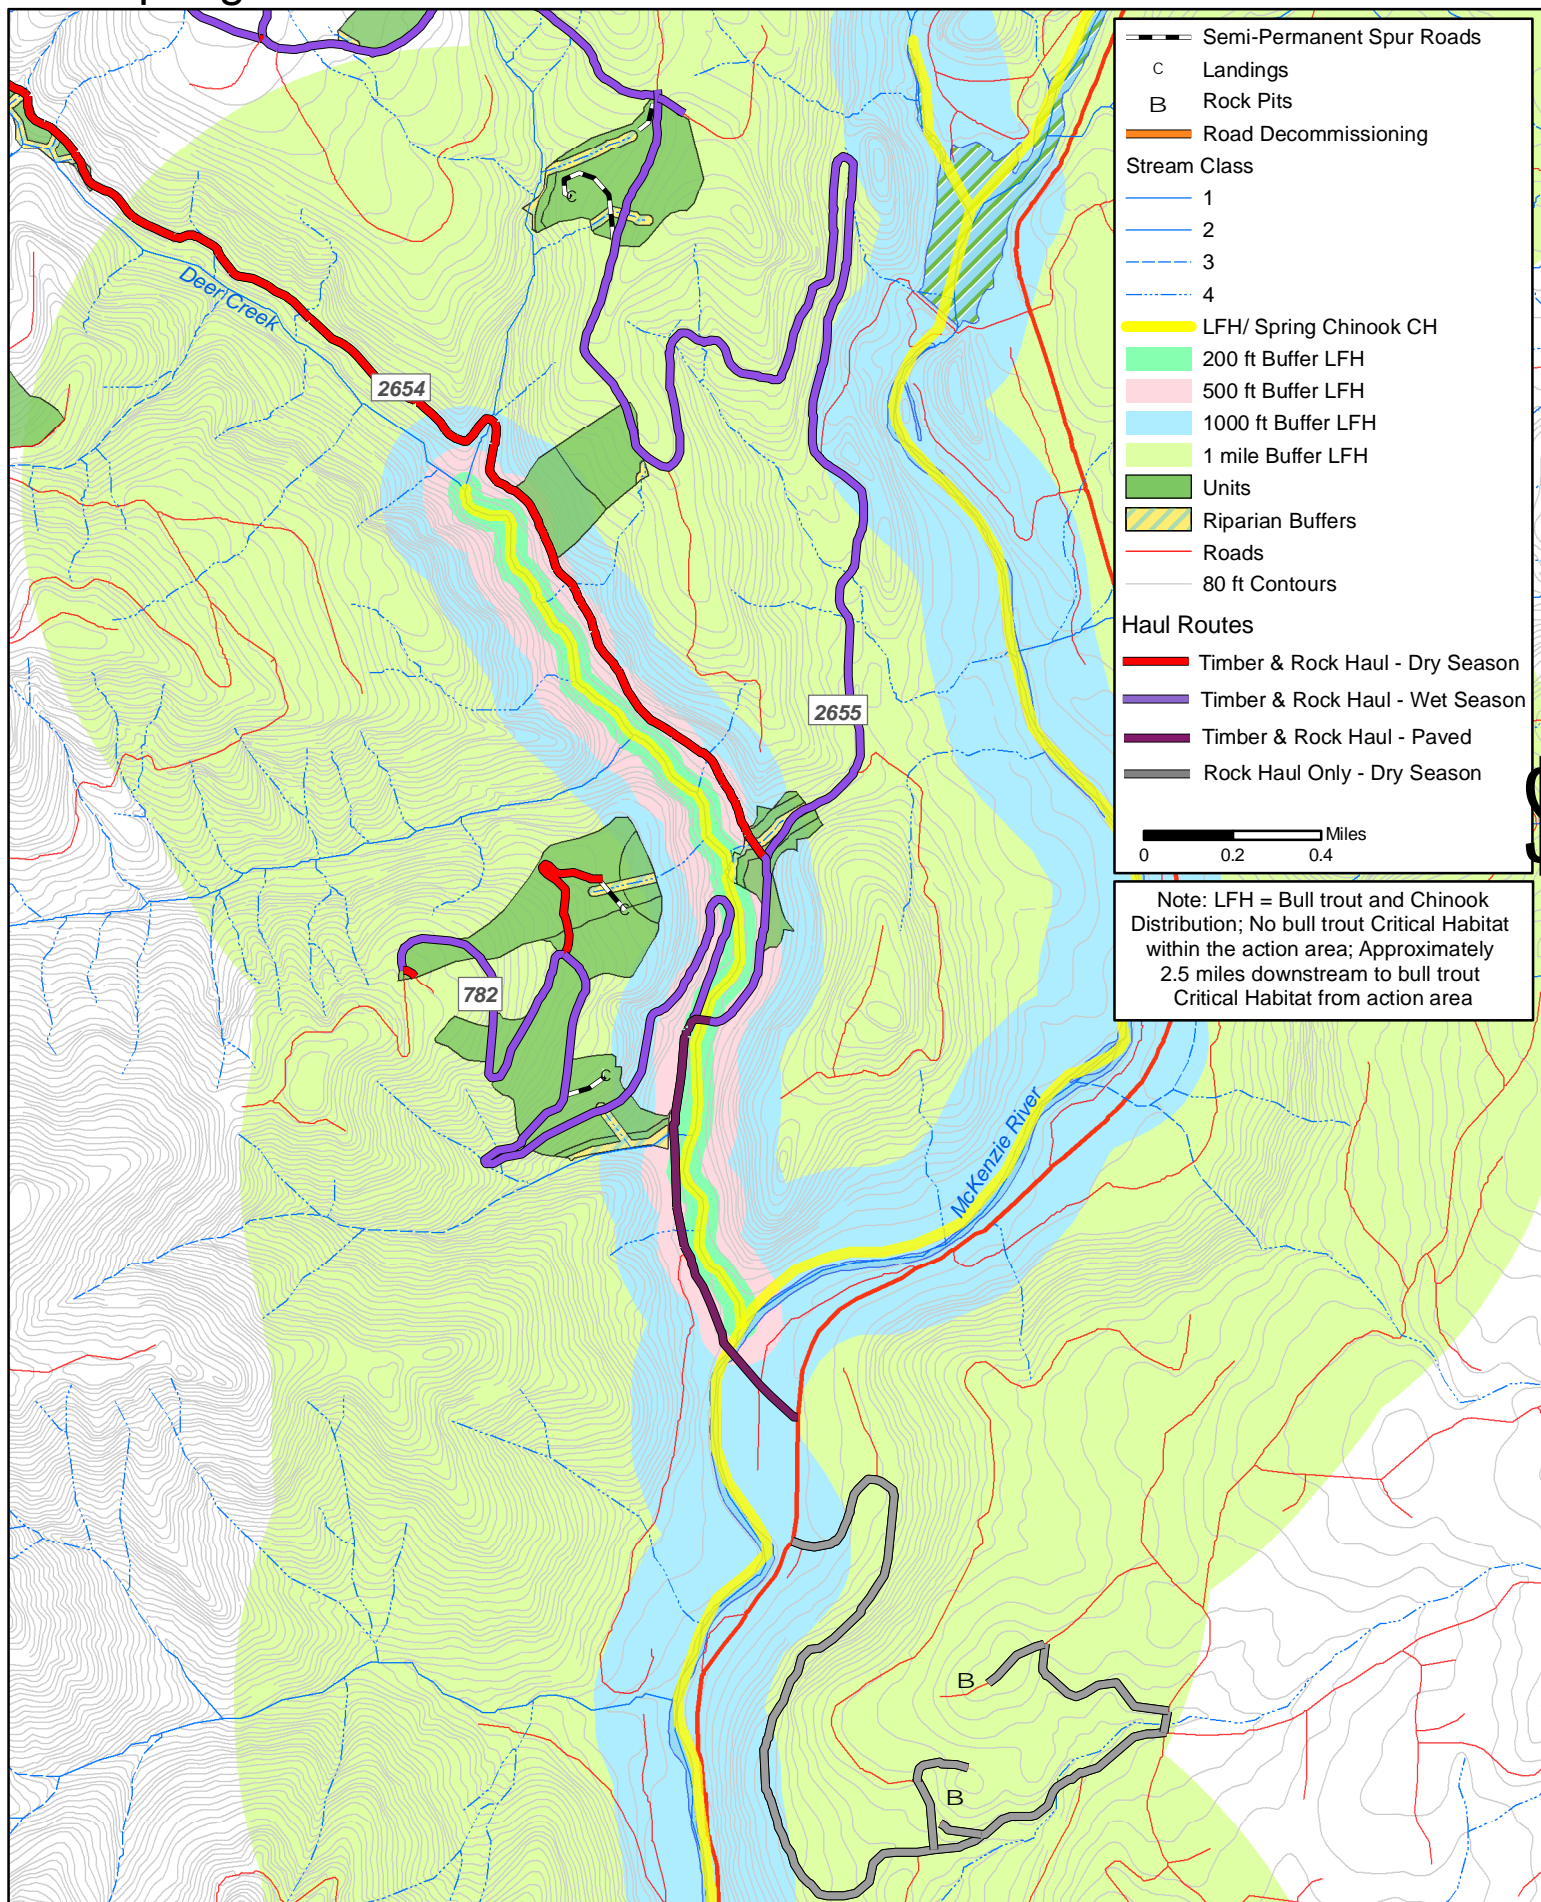 Semi-Permanent Spur Roads
C Landings
B Rock Pits
Road Decommissioning
Stream Class
1
2
3
4
LFH/ Spring Chinook CH
200 ft Buffer LFH
500 ft Buffer LFH
1000 ft Buffer LFH
1 mile Buffer LFH
Units
Riparian Buffers
Roads
80 ft Contours
Haul Routes
Timber & Rock Haul - Dry Season
Timber & Rock Haul - Wet Season
Timber & Rock Haul - Paved
Rock Haul Only - Dry Season
Miles
0 0.2 0.4
Note: LFH = Bull trout and Chinook
Distribution; No bull trout Critical Habitat
within the action area; Approximately
2.5 miles downstream to bull trout
Critical Habitat from action area
C
Deer Creek
2654
2655
C
782
C
McKenzie River
B
B